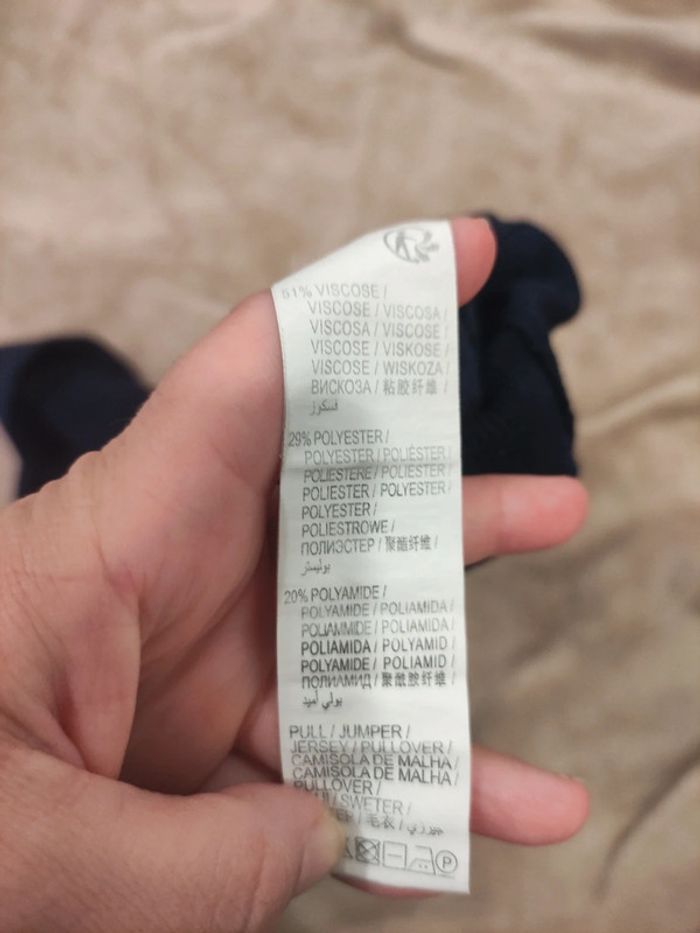 51% VISCOSE /
VISCOSE / VISCOSA /
VISCOSA / VISCOSE /
VISCOSE / VISKOSE /
VISCOSE / WISKOZA /
ВИСКОЗА / 粘胶纤维 /
فسكوز
29% POLYESTER /
POLYESTER / POLIÉSTER /
POLIESTERE / POLIESTER /
POLIESTER / POLYESTER /
POLYESTER /
POLIESTROWE /
ПОЛИЭСТЕР / 聚酯纤维 /
بوليستر
20% POLYAMIDE /
POLYAMIDE / POLIAMIDA /
POLIAMMIDE / POLIAMIDA /
POLIAMIDA / POLYAMID /
POLYAMIDE / POLIAMID /
ПОЛИАМИД / 聚酰胺纤维 /
بولي أميد
PULL / JUMPER /
JERSEY / PULLOVER /
CAMISOLA DE MALHA /
CAMISOLA DE MALHA /
PULLOVER /
/ SWETER /
/ 毛衣 /
P